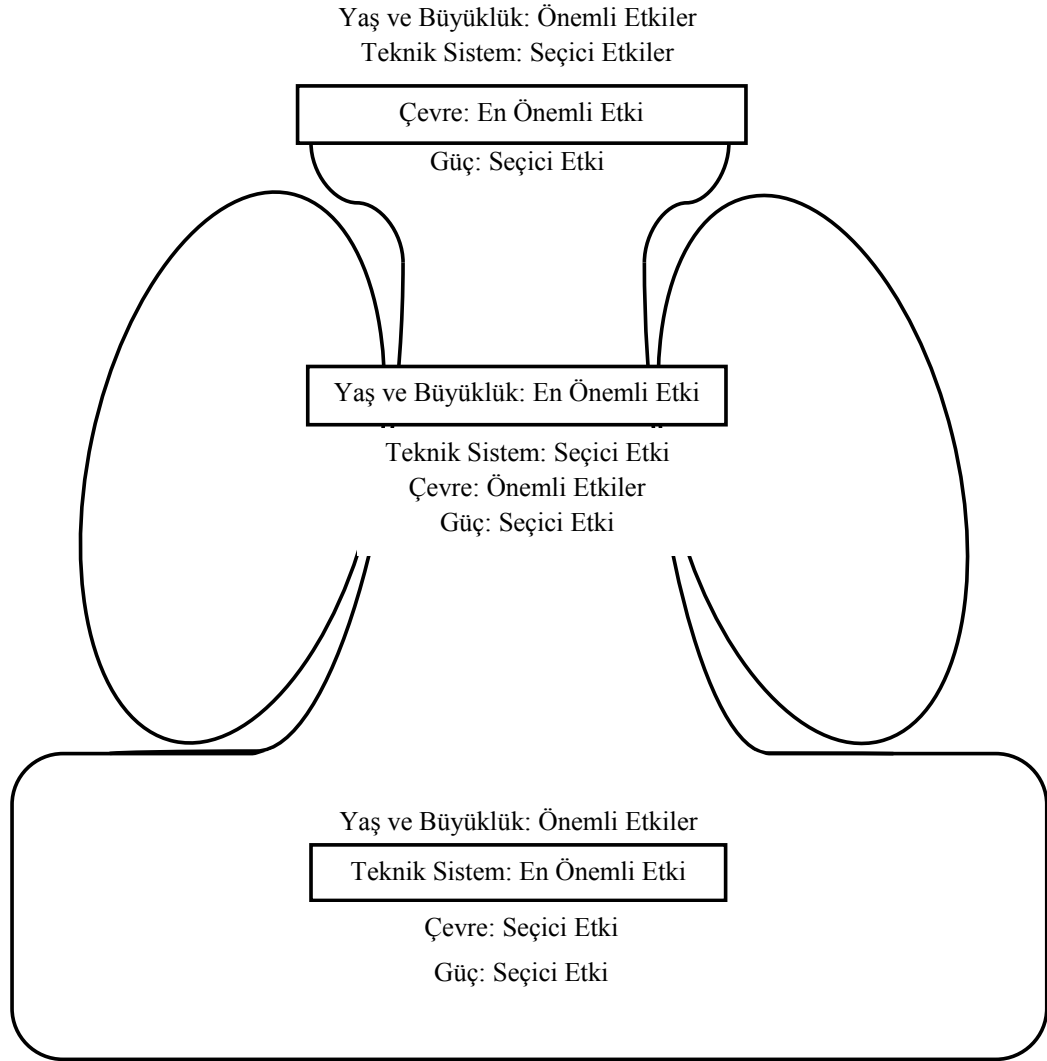 Yaş ve Büyüklük: Önemli Etkiler
Teknik Sistem: Seçici Etkiler
Çevre: En Önemli Etki
Güç: Seçici Etki
Yaş ve Büyüklük: En Önemli Etki
Teknik Sistem: Seçici Etki
Çevre: Önemli Etkiler
Güç: Seçici Etki
Yaş ve Büyüklük: Önemli Etkiler
Teknik Sistem: En Önemli Etki
Çevre: Seçici Etki
Güç: Seçici Etki